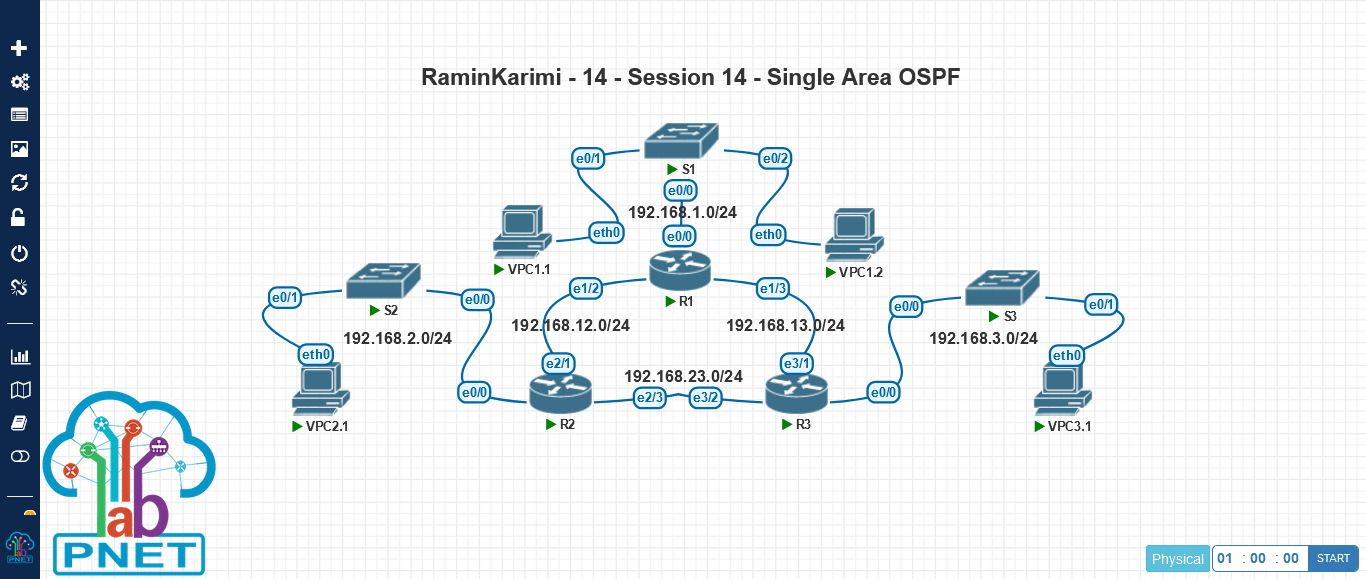 RaminKarimi - 14 - Session 14 - Single Area OSPF
e0/1
e0/2
S1
e0/0
192.168.1.0/24
eth0
e0/0
eth0
VPC1.1
VPC1.2
e1/2
e1/3
R1
e0/1
e0/0
S2
e0/0
e0/1
S3
192.168.12.0/24
192.168.13.0/24
192.168.2.0/24
192.168.3.0/24
eth0
e2/1
e3/1
eth0
192.168.23.0/24
e0/0
e2/3
e3/2
e0/0
VPC2.1
R2
R3
VPC3.1
lab
PNET
PNET
Physical
01 : 00 : 00
START